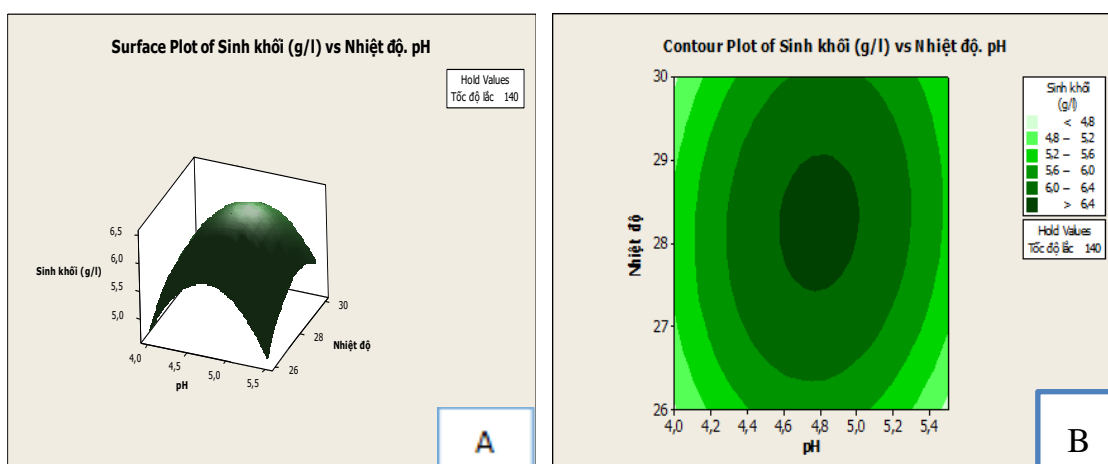 Surface Plot of Sinh khối (g/l) vs Nhiệt độ. pH
Hold Values
Tốc độ lắc 140
6,5
6,0
5,5
5,0
Sinh khối (g/l)
4,0
4,5
5,0
5,5
pH
26
28
30
Nhiệt độ
A
Contour Plot of Sinh khối (g/l) vs Nhiệt độ. pH
30
29
28
27
26
Nhiệt độ
4,0 4,2 4,4 4,6 4,8 5,0 5,2 5,4
pH
Sinh khối
(g/l)
< 4,8
4,8 – 5,2
5,2 – 5,6
5,6 – 6,0
6,0 – 6,4
> 6,4
Hold Values
Tốc độ lắc 140
B